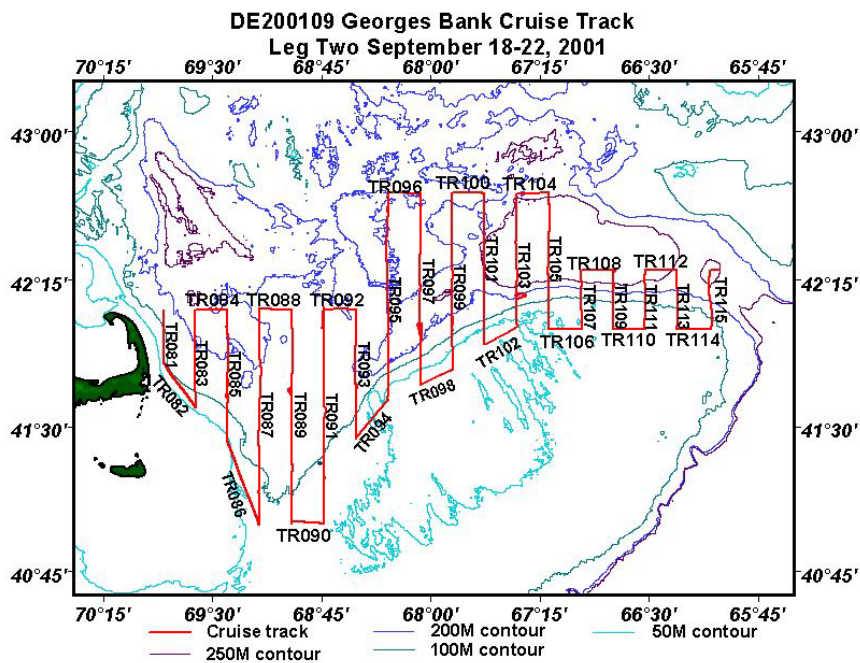 DE200109 Georges Bank Cruise Track
Leg Two September 18-22, 2001
70°15' 69°30' 68°45' 68°00' 67°15' 66°30' 65°45'
43°00' 43°00'
TR096 TR100 TR104
42°15' TR108 TR112 42°15'
TR084 TR088 TR092
TR081 TR083 TR085 TR087 TR089 TR091 TR093 TR095 TR097 TR099 TR101 TR103 TR105 TR107 TR109 TR111 TR113 TR115
TR106 TR110 TR114
TR102
TR082 TR098
41°30' TR094 41°30'
TR086
TR090
40°45' 40°45'
70°15' 69°30' 68°45' 68°00' 67°15' 66°30' 65°45'
Cruise track 200M contour 50M contour
250M contour 100M contour